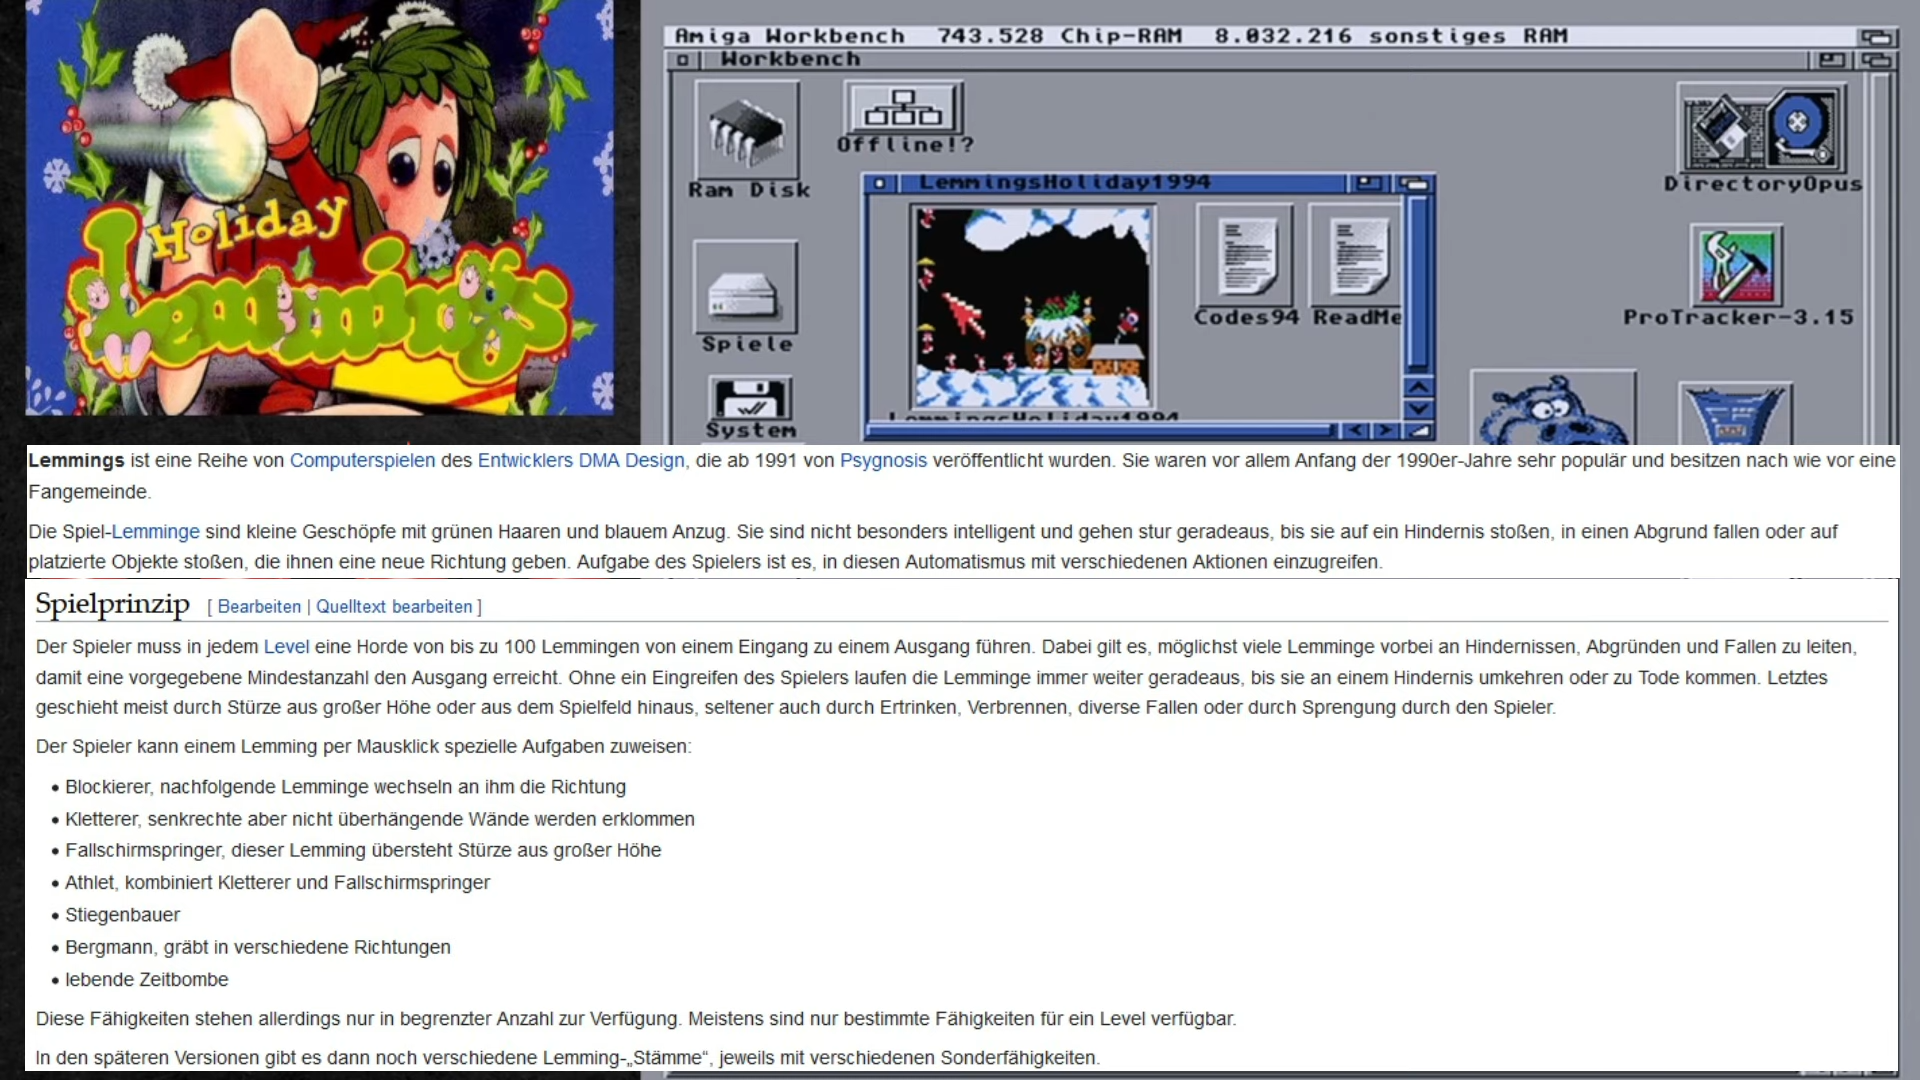 Holiday
Lemmings
Amiga Workbench 743.528 Chip-RAM 8.032.216 sonstiges RAM
Workbench
Ram Disk
Offline!?
LemmingsHoliday1994
DirectoryOpus
Codes94 ReadMe
Spiele
ProTracker-3.15
LemmingsHoliday1994
System
Lemmings ist eine Reihe von Computerspielen des Entwicklers DMA Design, die ab 1991 von Psygnosis veröffentlicht wurden. Sie waren vor allem Anfang der 1990er-Jahre sehr populär und besitzen nach wie vor eine
Fangemeinde.
Die Spiel-Lemminge sind kleine Geschöpfe mit grünen Haaren und blauem Anzug. Sie sind nicht besonders intelligent und gehen stur geradeaus, bis sie auf ein Hindernis stoßen, in einen Abgrund fallen oder auf
platzierte Objekte stoßen, die ihnen eine neue Richtung geben. Aufgabe des Spielers ist es, in diesen Automatismus mit verschiedenen Aktionen einzugreifen.
Spielprinzip [ Bearbeiten | Quelltext bearbeiten ]
Der Spieler muss in jedem Level eine Horde von bis zu 100 Lemmingen von einem Eingang zu einem Ausgang führen. Dabei gilt es, möglichst viele Lemminge vorbei an Hindernissen, Abgründen und Fallen zu leiten,
damit eine vorgegebene Mindestanzahl den Ausgang erreicht. Ohne ein Eingreifen des Spielers laufen die Lemminge immer weiter geradeaus, bis sie an einem Hindernis umkehren oder zu Tode kommen. Letztes
geschieht meist durch Stürze aus großer Höhe oder aus dem Spielfeld hinaus, seltener auch durch Ertrinken, Verbrennen, diverse Fallen oder durch Sprengung durch den Spieler.
Der Spieler kann einem Lemming per Mausklick spezielle Aufgaben zuweisen:
• Blockierer, nachfolgende Lemminge wechseln an ihm die Richtung
• Kletterer, senkrechte aber nicht überhängende Wände werden erklommen
• Fallschirmspringer, dieser Lemming übersteht Stürze aus großer Höhe
• Athlet, kombiniert Kletterer und Fallschirmspringer
• Stiegenbauer
• Bergmann, gräbt in verschiedene Richtungen
• lebende Zeitbombe
Diese Fähigkeiten stehen allerdings nur in begrenzter Anzahl zur Verfügung. Meistens sind nur bestimmte Fähigkeiten für ein Level verfügbar.
In den späteren Versionen gibt es dann noch verschiedene Lemming-„Stämme“, jeweils mit verschiedenen Sonderfähigkeiten.